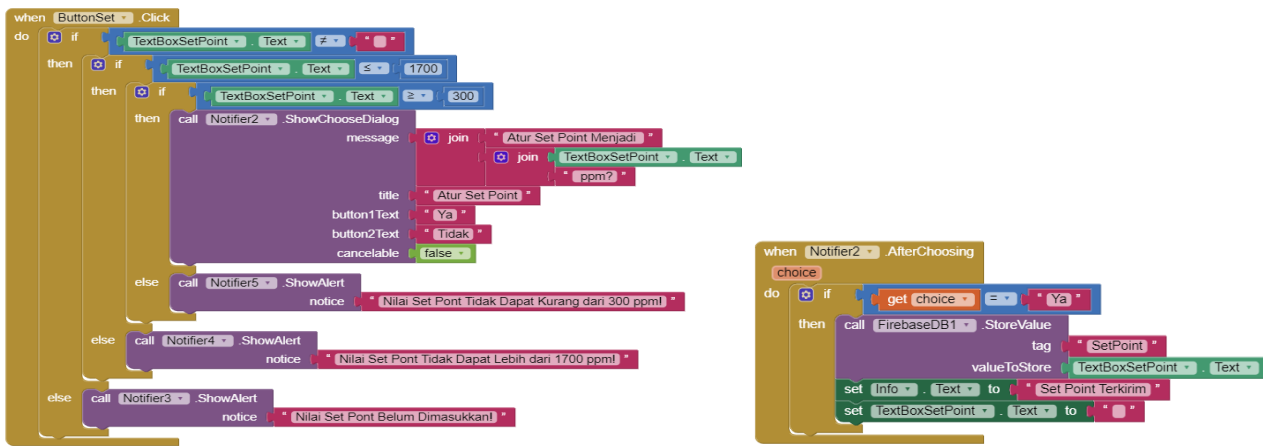 when ButtonSet .Click
do if TextBoxSetPoint . Text ≠ " "
then if TextBoxSetPoint . Text ≤ 1700
then if TextBoxSetPoint . Text ≥ 300
then call Notifier2 .ShowChooseDialog
message join " Atur Set Point Menjadi "
join TextBoxSetPoint . Text
" ppm? "
title " Atur Set Point "
button1Text " Ya "
button2Text " Tidak "
cancelable false
else call Notifier5 .ShowAlert
notice " Nilai Set Pont Tidak Dapat Kurang dari 300 ppm! "
else call Notifier4 .ShowAlert
notice " Nilai Set Pont Tidak Dapat Lebih dari 1700 ppm! "
else call Notifier3 .ShowAlert
notice " Nilai Set Pont Belum Dimasukkan! "
when Notifier2 .AfterChoosing
choice
do if get choice = " Ya "
then call FirebaseDB1 .StoreValue
tag " SetPoint "
valueToStore TextBoxSetPoint . Text
set Info . Text to " Set Point Terkirim "
set TextBoxSetPoint . Text to " "